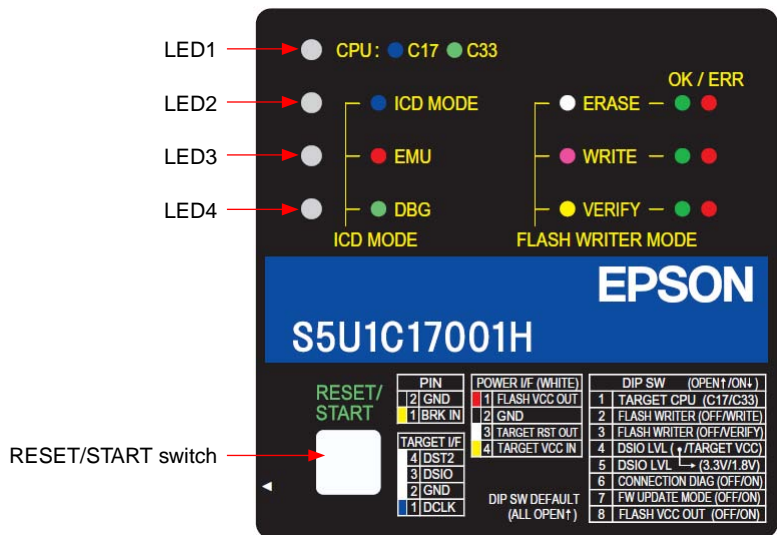 LED1
CPU: C17 C33
OK / ERR
LED2
ICD MODE
ERASE
LED3
EMU
WRITE
LED4
DBG
VERIFY
ICD MODE
FLASH WRITER MODE
EPSON
S5U1C17001H
RESET/
START
RESET/START switch
PIN
2 GND
1 BRK IN
TARGET I/F
4 DST2
3 DSIO
2 GND
1 DCLK
POWER I/F (WHITE)
1 FLASH VCC OUT
2 GND
3 TARGET RST OUT
4 TARGET VCC IN
DIP SW DEFAULT
(ALL OPEN↑)
DIP SW (OPEN↑/ON↓)
1 TARGET CPU (C17/C33)
2 FLASH WRITER (OFF/WRITE)
3 FLASH WRITER (OFF/VERIFY)
4 DSIO LVL ( /TARGET VCC)
5 DSIO LVL → (3.3V/1.8V)
6 CONNECTION DIAG (OFF/ON)
7 FW UPDATE MODE (OFF/ON)
8 FLASH VCC OUT (OFF/ON)